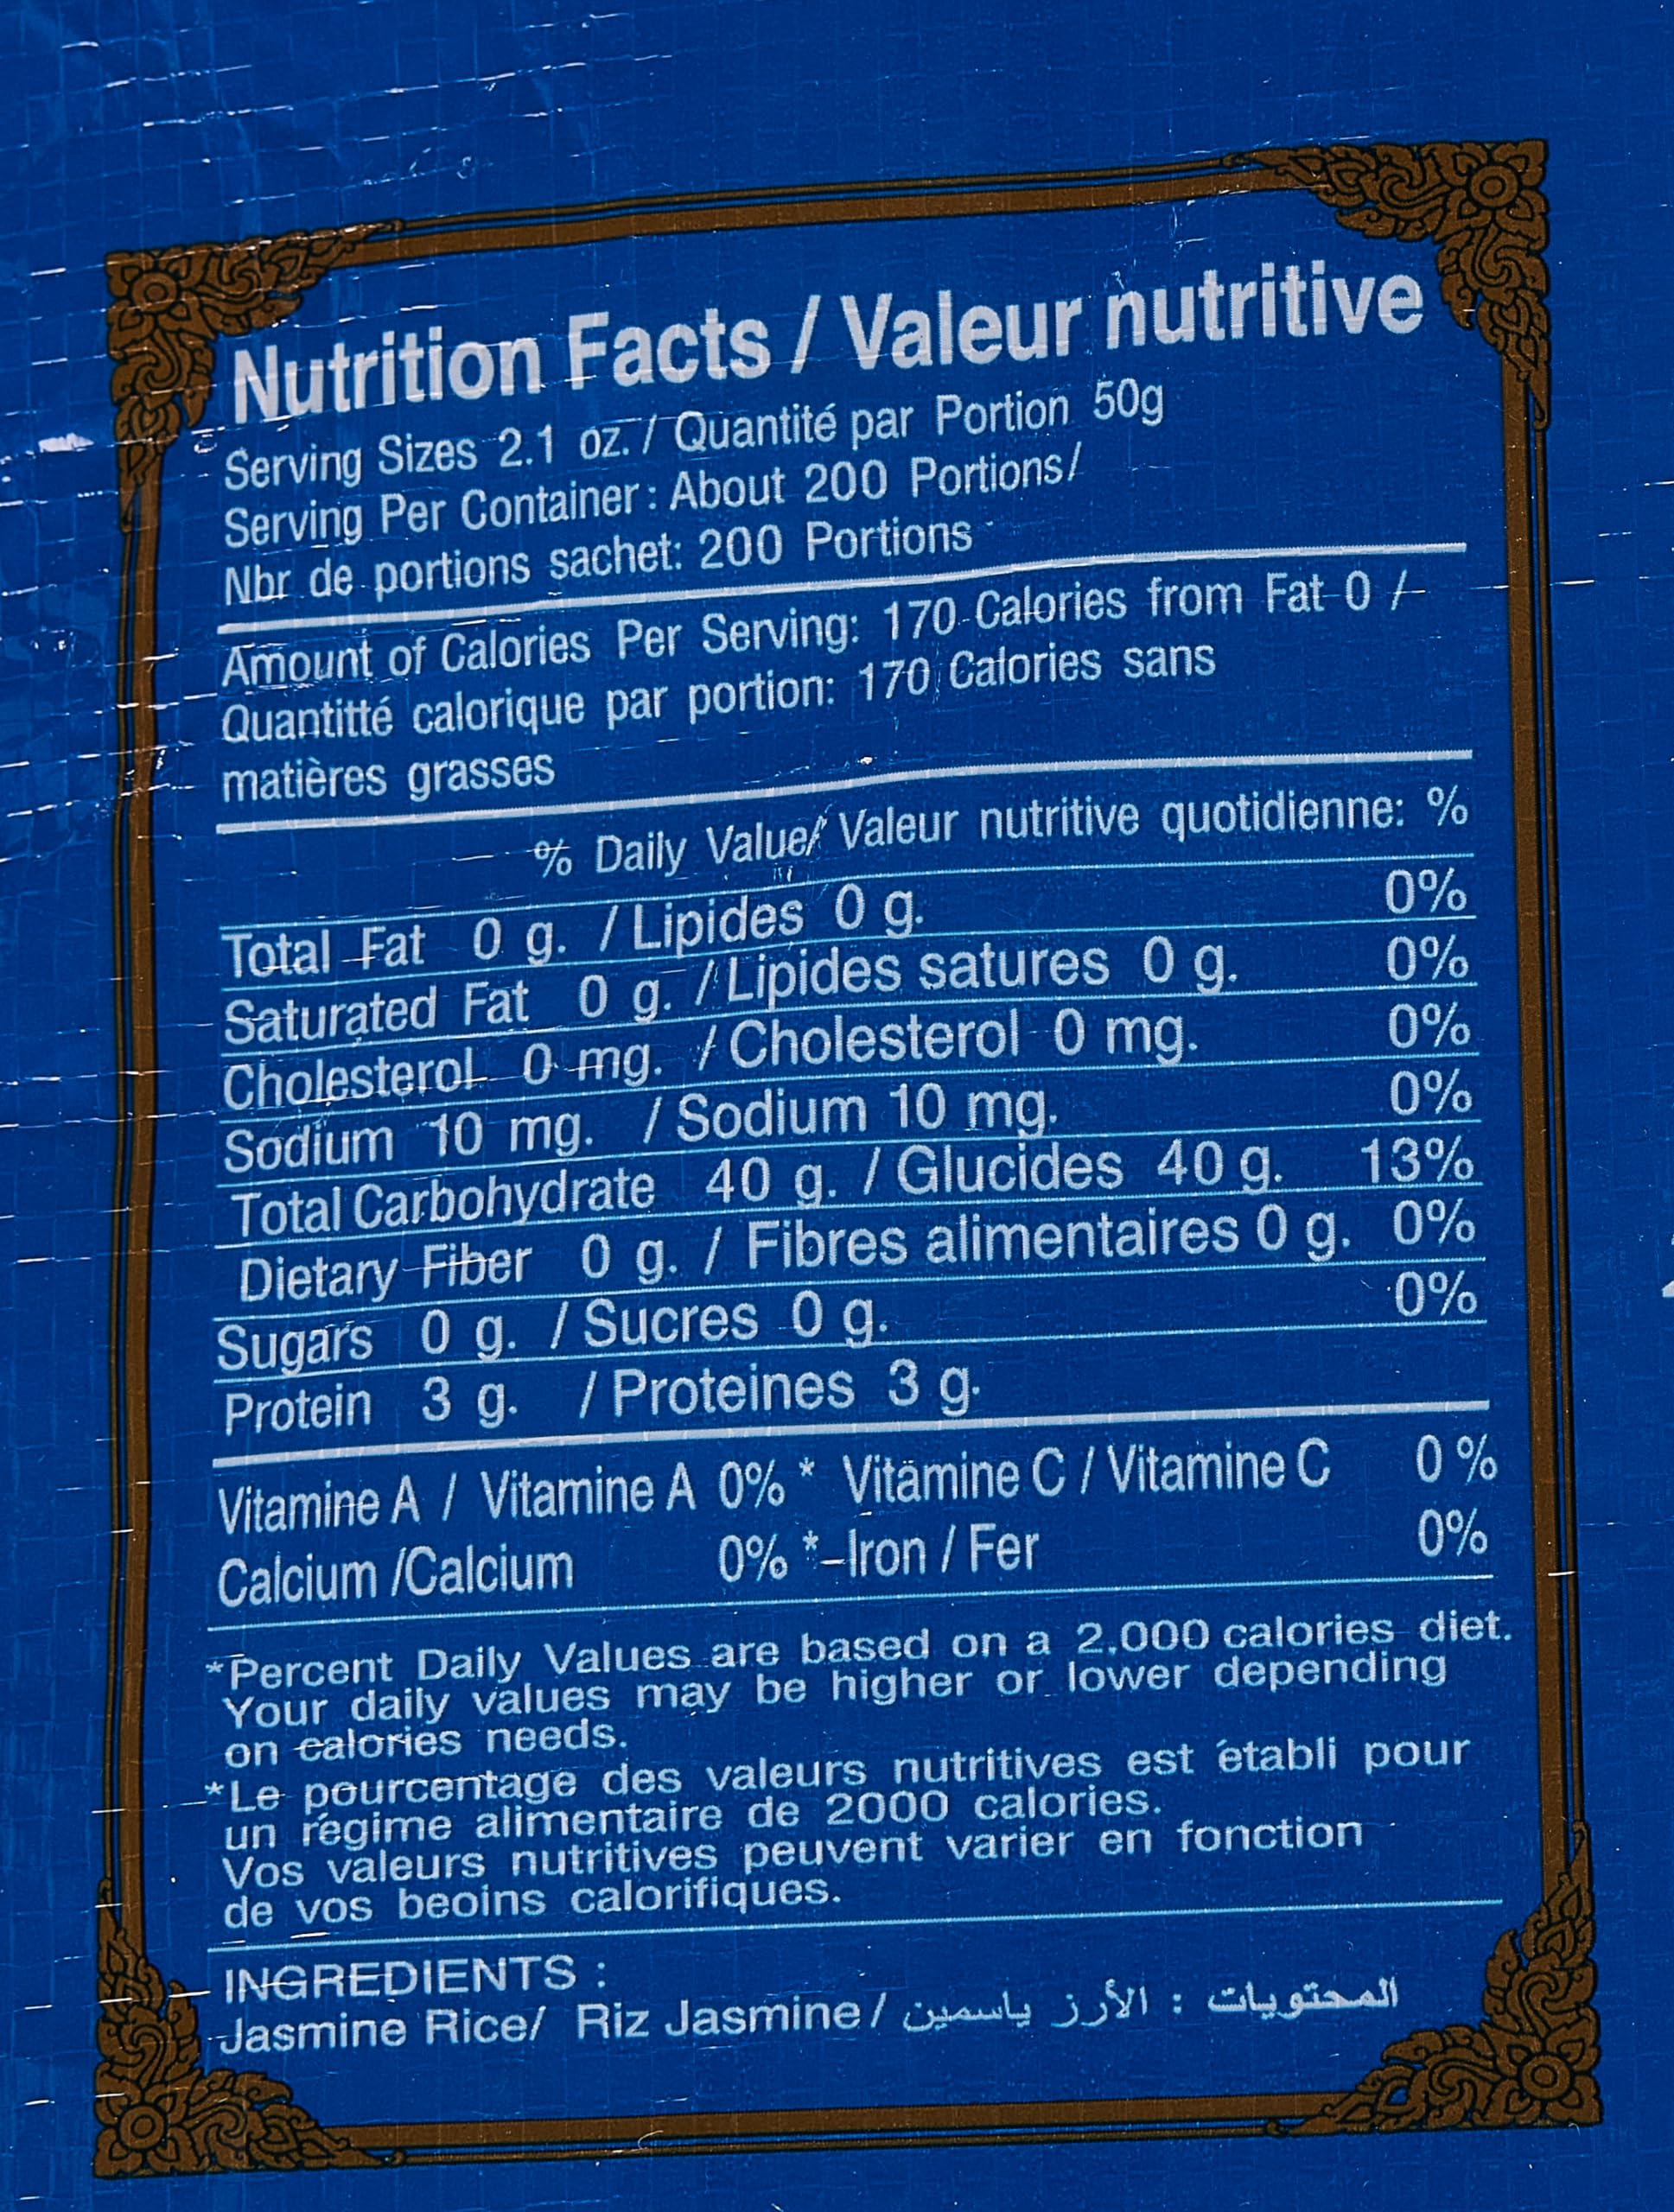 Nutrition Facts / Valeur nutritive
Serving Sizes 2.1 oz. / Quantité par Portion 50g
Serving Per Container : About 200 Portions/
Nbr de portions sachet: 200 Portions
Amount of Calories Per Serving: 170 Calories from Fat 0 /
Quantitté calorique par portion: 170 Calories sans
matières grasses
% Daily Value/ Valeur nutritive quotidienne: %
Total Fat 0 g. / Lipides 0 g. 0%
Saturated Fat 0 g. / Lipides satures 0 g. 0%
Cholesterol 0 mg. / Cholesterol 0 mg. 0%
Sodium 10 mg. / Sodium 10 mg. 0%
Total Carbohydrate 40 g. / Glucides 40 g. 13%
Dietary Fiber 0 g. / Fibres alimentaires 0 g. 0%
Sugars 0 g. / Sucres 0 g. 0%
Protein 3 g. / Proteines 3 g.
Vitamine A / Vitamine A 0% * Vitamine C / Vitamine C 0 %
Calcium /Calcium 0% * Iron / Fer 0%
*Percent Daily Values are based on a 2,000 calories diet.
Your daily values may be higher or lower depending
on calories needs.
*Le pourcentage des valeurs nutritives est établi pour
un régime alimentaire de 2000 calories.
Vos valeurs nutritives peuvent varier en fonction
de vos beoins calorifiques.
INGREDIENTS :
Jasmine Rice/ Riz Jasmine / المحتويات : الأرز ياسمين